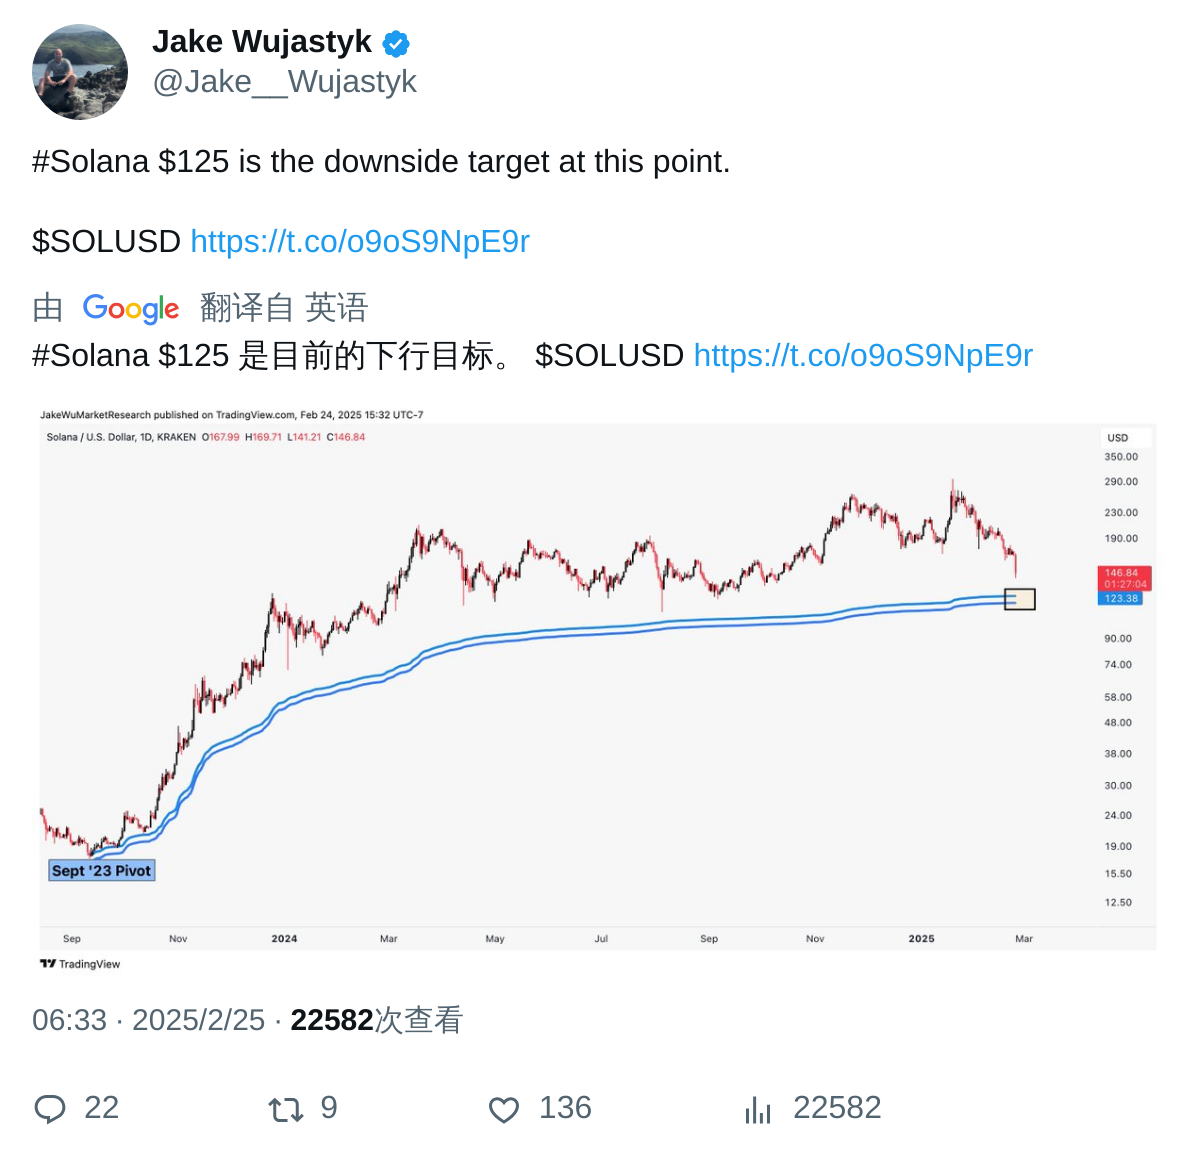 Jake Wujastyk
@Jake__Wujastyk
#Solana $125 is the downside target at this point.
$SOLUSD https://t.co/o9oS9NpE9r
由 Google 翻译自 英语
#Solana $125 是目前的下行目标。 $SOLUSD https://t.co/o9oS9NpE9r
JakeWuMarketResearch published on TradingView.com, Feb 24, 2025 15:32 UTC-7
Solana / U.S. Dollar, 1D, KRAKEN O167.99 H169.71 L141.21 C146.84
USD
350.00
290.00
230.00
190.00
146.84
01:27:04
123.38
90.00
74.00
58.00
48.00
38.00
30.00
24.00
19.00
15.50
12.50
Sept '23 Pivot
Sep Nov 2024 Mar May Jul Sep Nov 2025 Mar
TradingView
06:33 · 2025/2/25 · 22582次查看
22 9 136 22582